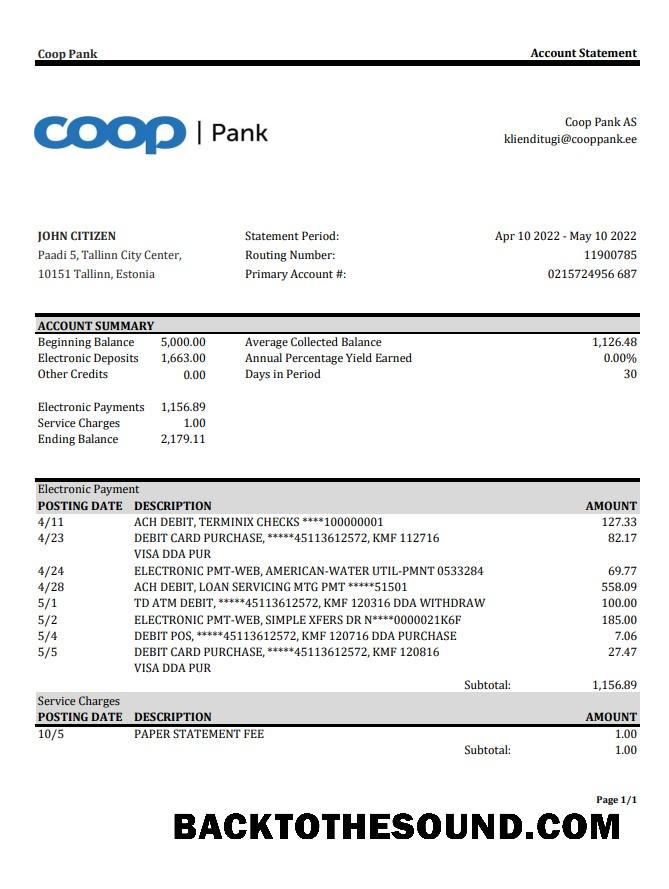 Coop Pank Account Statement
coop | Pank
Coop Pank AS
klienditugi@cooppank.ee
JOHN CITIZEN Statement Period: Apr 10 2022 - May 10 2022
Paadi 5, Tallinn City Center, Routing Number: 11900785
10151 Tallinn, Estonia Primary Account #: 0215724956 687
ACCOUNT SUMMARY
Beginning Balance 5,000.00 Average Collected Balance 1,126.48
Electronic Deposits 1,663.00 Annual Percentage Yield Earned 0.00%
Other Credits 0.00 Days in Period 30
Electronic Payments 1,156.89
Service Charges 1.00
Ending Balance 2,179.11
Electronic Payment
POSTING DATE DESCRIPTION AMOUNT
4/11 ACH DEBIT, TERMINIX CHECKS ****100000001 127.33
4/23 DEBIT CARD PURCHASE, *****45113612572, KMF 112716 82.17
VISA DDA PUR
4/24 ELECTRONIC PMT-WEB, AMERICAN-WATER UTIL-PMNT 0533284 69.77
4/28 ACH DEBIT, LOAN SERVICING MTG PMT *****51501 558.09
5/1 TD ATM DEBIT, *****45113612572, KMF 120316 DDA WITHDRAW 100.00
5/2 ELECTRONIC PMT-WEB, SIMPLE XFERS DR N****0000021K6F 185.00
5/4 DEBIT POS, *****45113612572, KMF 120716 DDA PURCHASE 7.06
5/5 DEBIT CARD PURCHASE, *****45113612572, KMF 120816 27.47
VISA DDA PUR
Subtotal: 1,156.89
Service Charges
POSTING DATE DESCRIPTION AMOUNT
10/5 PAPER STATEMENT FEE 1.00
Subtotal: 1.00
Page 1/1
BACKTOTHESOUND.COM